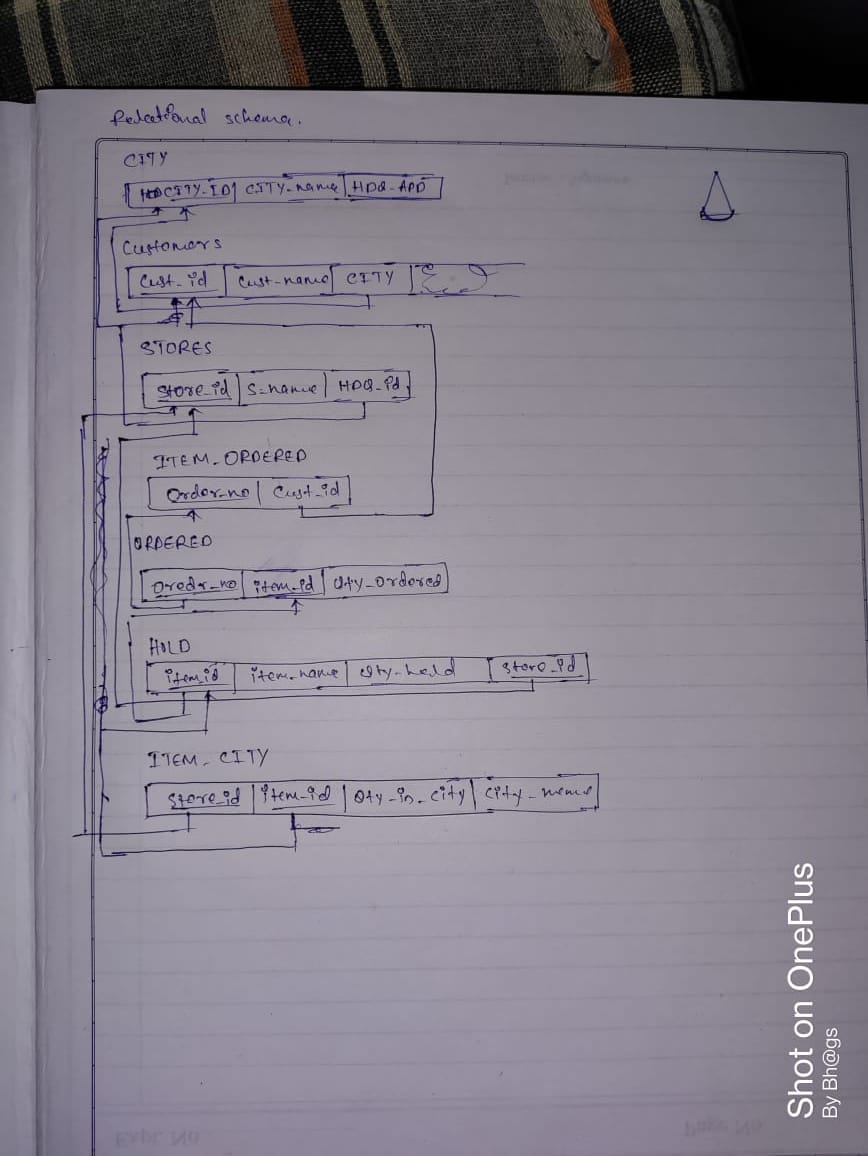 Relational schema.
CITY
CITY-ID CITY-name HDQ-ADD
Customers
Cust-id Cust-name CITY
STORES
Store-id S-name HDQ-id
ITEM-ORDERED
Order-no Cust-id
ORDERED
Oredr-no item-id Qty-Ordered
HOLD
item-id item-name Qty-held Store-id
ITEM-CITY
Store-id item-id Qty-in-city city-name
Shot on OnePlus
By Bh@gs